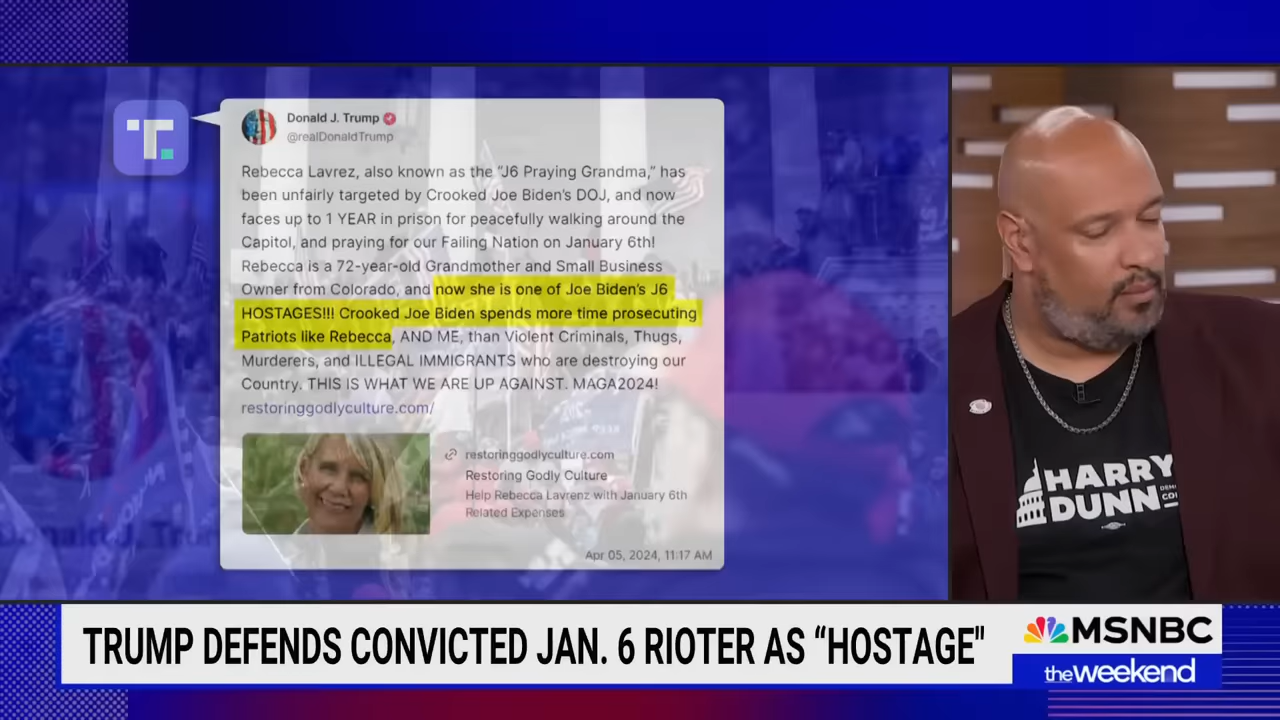 Donald J. Trump
@realDonaldTrump
Rebecca Lavrez, also known as the "J6 Praying Grandma," has
been unfairly targeted by Crooked Joe Biden's DOJ, and now
faces up to 1 YEAR in prison for peacefully walking around the
Capitol, and praying for our Failing Nation on January 6th!
Rebecca is a 72-year-old Grandmother and Small Business
Owner from Colorado, and now she is one of Joe Biden's J6
HOSTAGES!!! Crooked Joe Biden spends more time prosecuting
Patriots like Rebecca, AND ME, than Violent Criminals, Thugs,
Murderers, and ILLEGAL IMMIGRANTS who are destroying our
Country. THIS IS WHAT WE ARE UP AGAINST. MAGA2024!
restoringgodlyculture.com/
restoringgodlyculture.com
Restoring Godly Culture
Help Rebecca Lavrenz with January 6th
Related Expenses
Apr 05, 2024, 11:17 AM
HARRY
DUNN
TRUMP DEFENDS CONVICTED JAN. 6 RIOTER AS “HOSTAGE"
MSNBC
the weekend